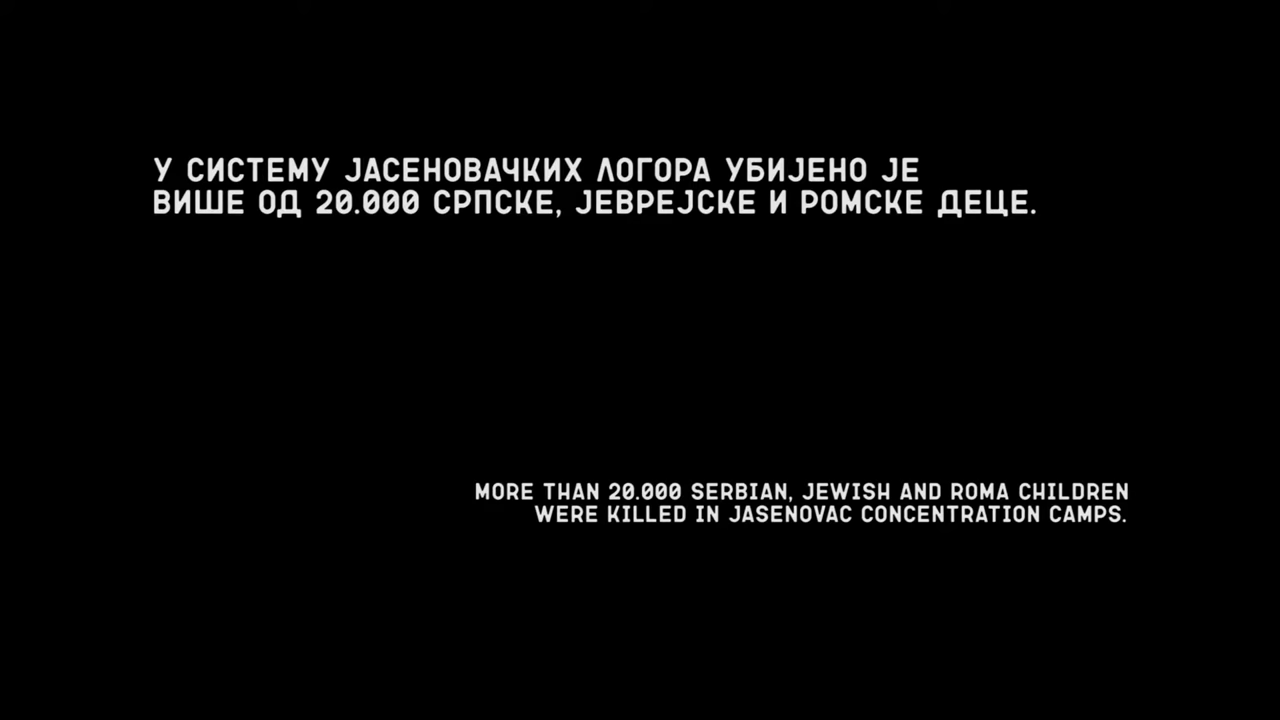 У СИСТЕМУ ЈАСЕНОВАЧКИХ ЛОГОРА УБИЈЕНО ЈЕ
ВИШЕ ОД 20.000 СРПСКЕ, ЈЕВРЕЈСКЕ И РОМСКЕ ДЕЦЕ.
MORE THAN 20.000 SERBIAN, JEWISH AND ROMA CHILDREN
WERE KILLED IN JASENOVAC CONCENTRATION CAMPS.